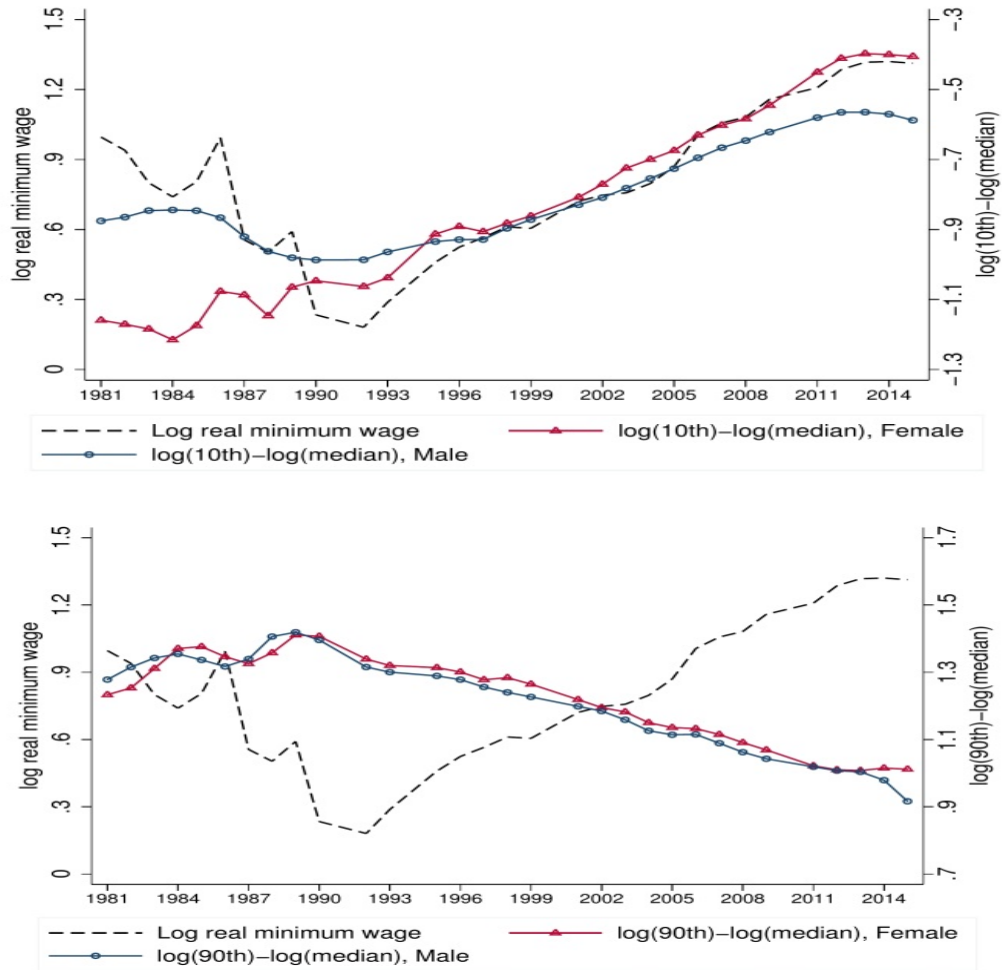 1.5
1.2
.9
.6
.3
0
log real minimum wage
-.3
-.5
-.7
-.9
-1.1
-1.3
log(10th)-log(median)
1981 1984 1987 1990 1993 1996 1999 2002 2005 2008 2011 2014
Log real minimum wage
log(10th)-log(median), Female
log(10th)-log(median), Male
1.5
1.2
.9
.6
.3
0
log real minimum wage
1.7
1.5
1.3
1.1
.9
.7
log(90th)-log(median)
1981 1984 1987 1990 1993 1996 1999 2002 2005 2008 2011 2014
Log real minimum wage
log(90th)-log(median), Female
log(90th)-log(median), Male